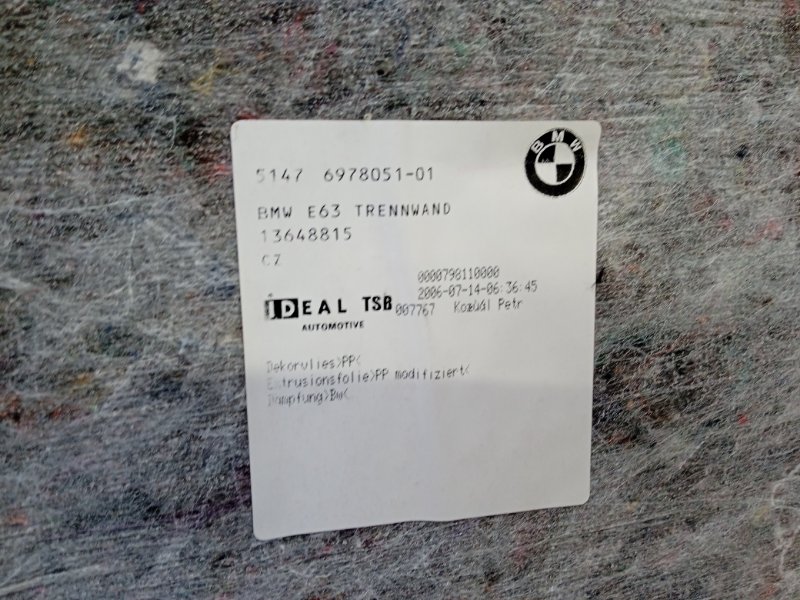 BMW
5147 6978051-01
BMW E63 TRENNWAND
13648815
CZ
0000798110000
2006-07-14-06:36:45
IDEAL TSB 007767 Petr
AUTOMOTIVE
Dekorvlies>PP<
Extrusionsfolie>PP modifiziert<
Dämpfung>BW<